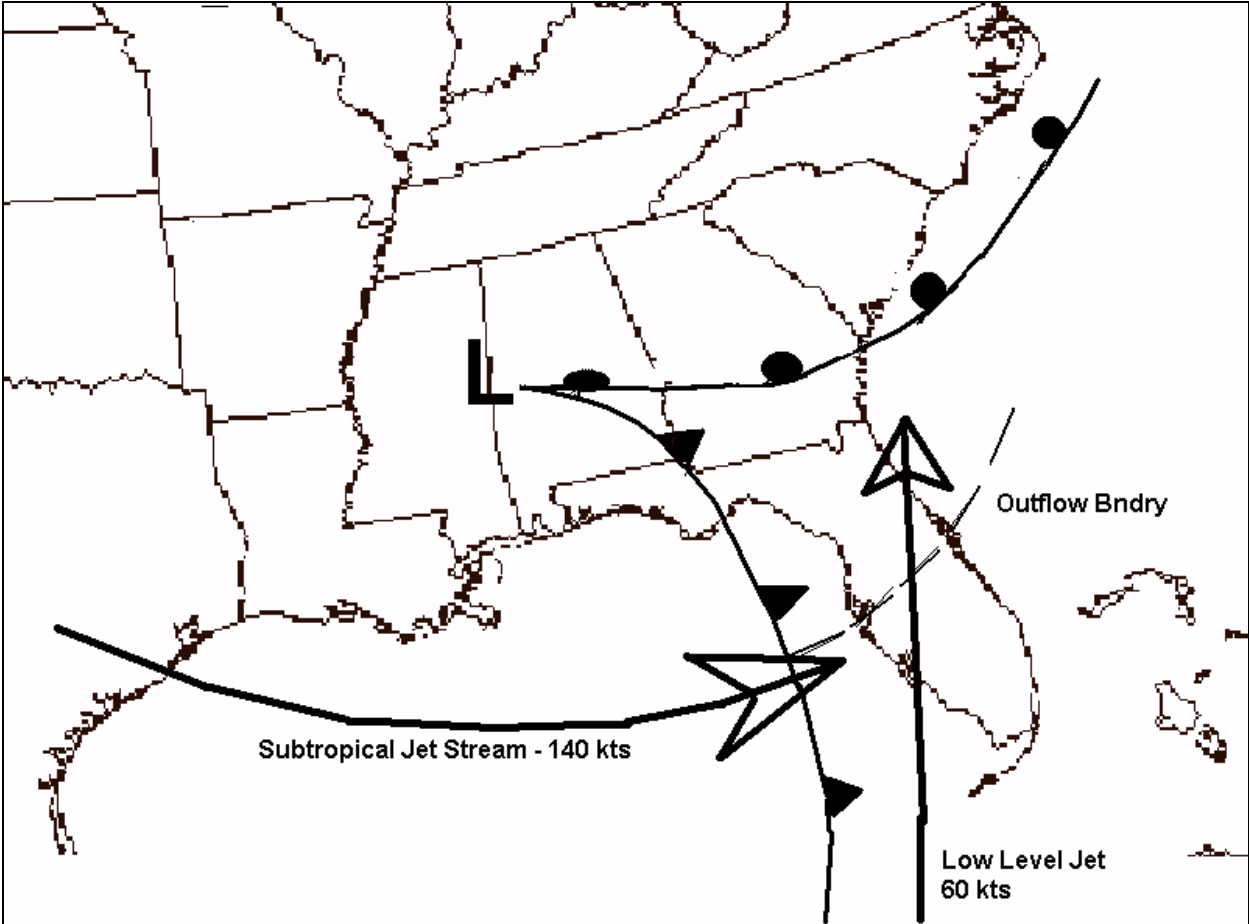 L
Outflow Bndry
Subtropical Jet Stream - 140 kts
Low Level Jet
60 kts